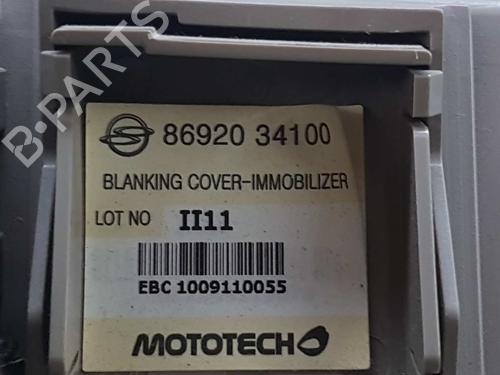 B-PARTS
86920 34100
BLANKING COVER-IMMOBILIZER
LOT NO II11
EBC 1009110055
MOTOTECH